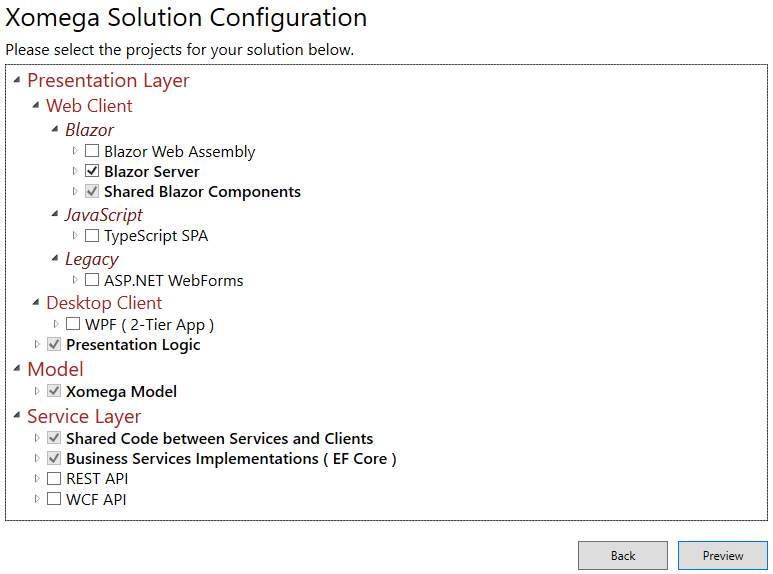 Xomega Solution Configuration
Please select the projects for your solution below.
Presentation Layer
Web Client
Blazor
Blazor Web Assembly
Blazor Server
Shared Blazor Components
JavaScript
TypeScript SPA
Legacy
ASP.NET WebForms
Desktop Client
WPF ( 2-Tier App )
Presentation Logic
Model
Xomega Model
Service Layer
Shared Code between Services and Clients
Business Services Implementations ( EF Core )
REST API
WCF API
Back Preview